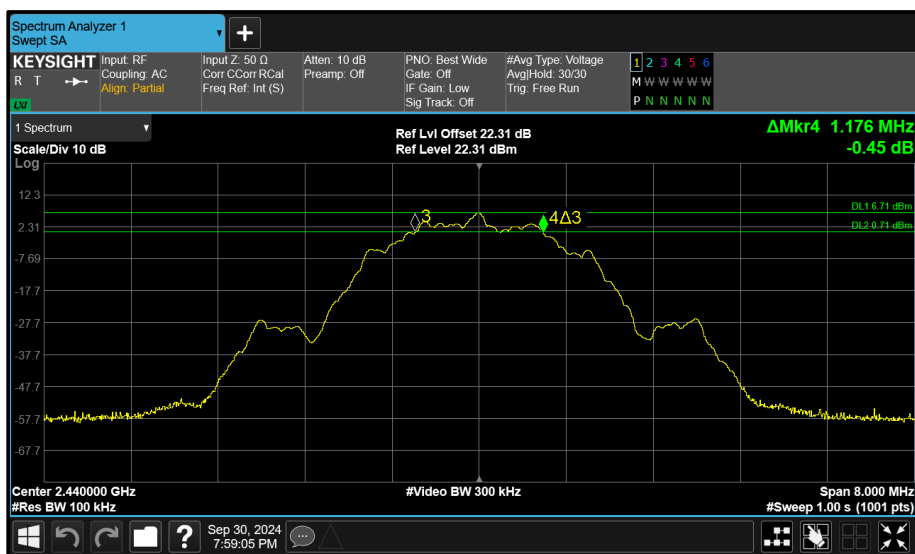 Spectrum Analyzer 1
Swept SA
KEYSIGHT
R T
LXI
Input: RF
Coupling: AC
Align: Partial
Input Z: 50 Ω
Corr CCorr RCal
Freq Ref: Int (S)
Atten: 10 dB
Preamp: Off
PNO: Best Wide
Gate: Off
IF Gain: Low
Sig Track: Off
#Avg Type: Voltage
Avg|Hold: 30/30
Trig: Free Run
1 2 3 4 5 6
M W W W W W
P N N N N N
1 Spectrum
Scale/Div 10 dB
Log
Ref Lvl Offset 22.31 dB
Ref Level 22.31 dBm
ΔMkr4 1.176 MHz
-0.45 dB
12.3
2.31
-7.69
-17.7
-27.7
-37.7
-47.7
-57.7
-67.7
3
4Δ3
DL1 6.71 dBm
DL2 0.71 dBm
Center 2.440000 GHz
#Res BW 100 kHz
#Video BW 300 kHz
Span 8.000 MHz
#Sweep 1.00 s (1001 pts)
?
Sep 30, 2024
7:59:05 PM